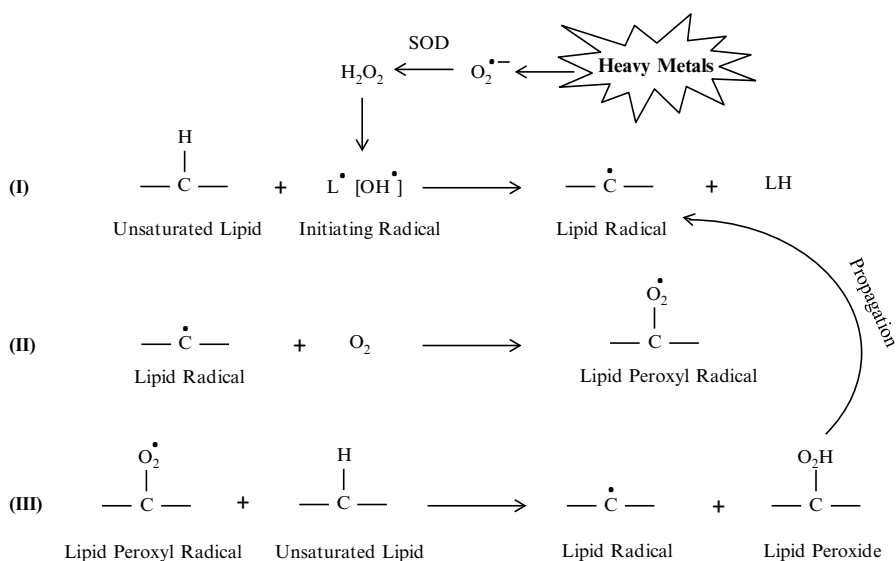 SOD
H₂O₂ O₂•− Heavy Metals
H
(I) C + L• [OH•] C• + LH
Unsaturated Lipid Initiating Radical Lipid Radical
O₂•
Propagation
(II) C• + O₂ C
Lipid Radical Lipid Peroxyl Radical
O₂• H O₂H
(III) C + C C• + C
Lipid Peroxyl Radical Unsaturated Lipid Lipid Radical Lipid Peroxide